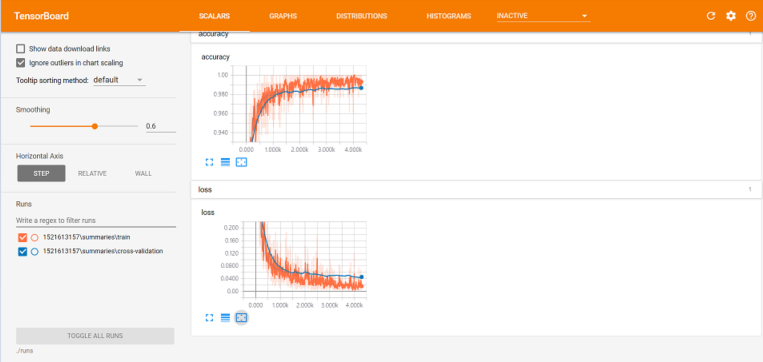 TensorBoard
SCALARS
GRAPHS
DISTRIBUTIONS
HISTOGRAMS
INACTIVE
Show data download links
Ignore outliers in chart scaling
Tooltip sorting method: default
Smoothing
0.6
Horizontal Axis
STEP
RELATIVE
WALL
Runs
Write a regex to filter runs
1521613157\summaries\train
1521613157\summaries\cross-validation
TOGGLE ALL RUNS
./runs
accuracy
1
accuracy
1.00
0.980
0.960
0.940
0.000 1.000k 2.000k 3.000k 4.000k
loss
1
loss
0.200
0.160
0.120
0.0800
0.0400
0.00
0.000 1.000k 2.000k 3.000k 4.000k